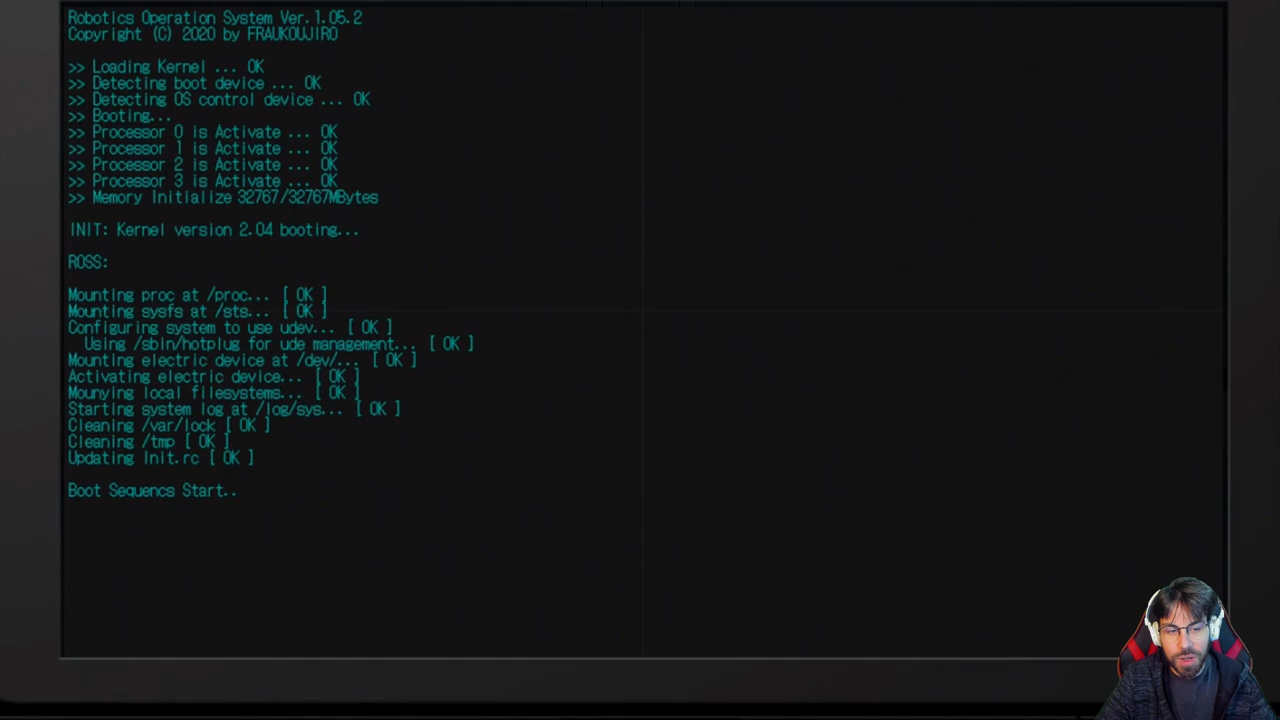 Robotics Operation System Ver.1.05.2
Copyright (C) 2020 by FRAUKOUJIRO
>> Loading Kernel ... OK
>> Detecting boot device ... OK
>> Detecting OS control device ... OK
>> Booting...
>> Processor 0 is Activate ... OK
>> Processor 1 is Activate ... OK
>> Processor 2 is Activate ... OK
>> Processor 3 is Activate ... OK
>> Memory Initialize 32767/32767MBytes
INIT: Kernel version 2.04 booting...
ROSS:
Mounting proc at /proc... [ OK ]
Mounting sysfs at /sts... [ OK ]
Configuring system to use udev... [ OK ]
Using /sbin/hotplug for ude management... [ OK ]
Mounting electric device at /dev/... [ OK ]
Activating electric device... [ OK ]
Mounying local filesystems... [ OK ]
Starting system log at /log/sys... [ OK ]
Cleaning /var/lock [ OK ]
Cleaning /tmp [ OK ]
Updating Init.rc [ OK ]
Boot Sequencs Start..